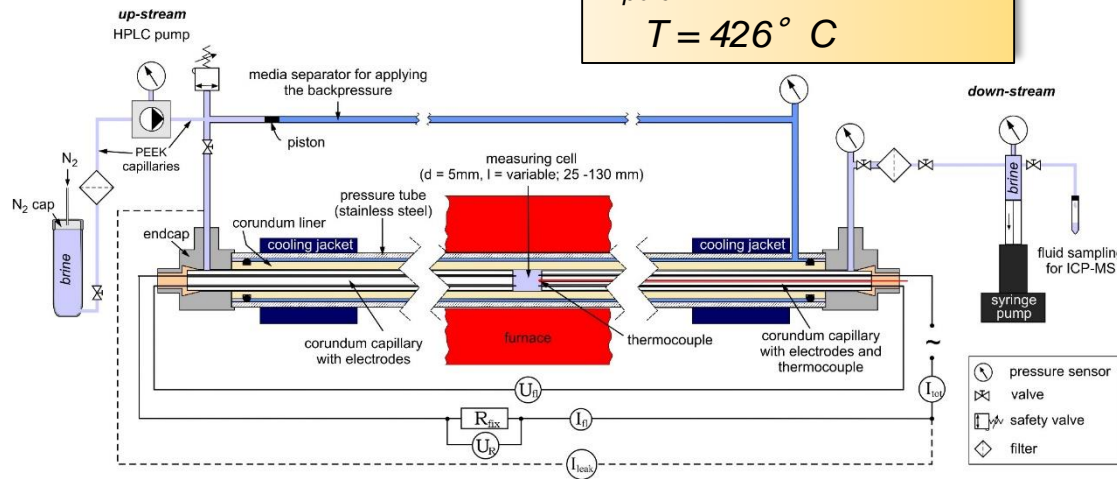 T = 426° C
up-stream
HPLC pump
media separator for applying
the backpressure
piston
PEEK
capillaries
N2
N2 cap
brine
endcap
corundum liner
pressure tube
(stainless steel)
cooling jacket
measuring cell
(d = 5mm, l = variable; 25 -130 mm)
cooling jacket
furnace
thermocouple
corundum capillary
with electrodes
corundum capillary
with electrodes and
thermocouple
down-stream
brine
syringe
pump
fluid sampling
for ICP-MS
Ufl
Rfix
UR
Ifl
Itot
~
Ileak
pressure sensor
valve
safety valve
filter